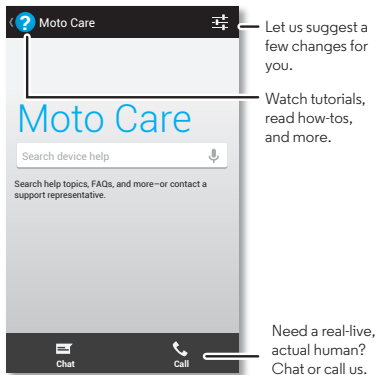 Moto Care
Let us suggest a
few changes for
you.
Watch tutorials,
read how-tos,
and more.
Moto Care
Search device help
Search help topics, FAQs, and more–or contact a
support representative.
Need a real-live,
actual human?
Chat or call us.
Chat
Call